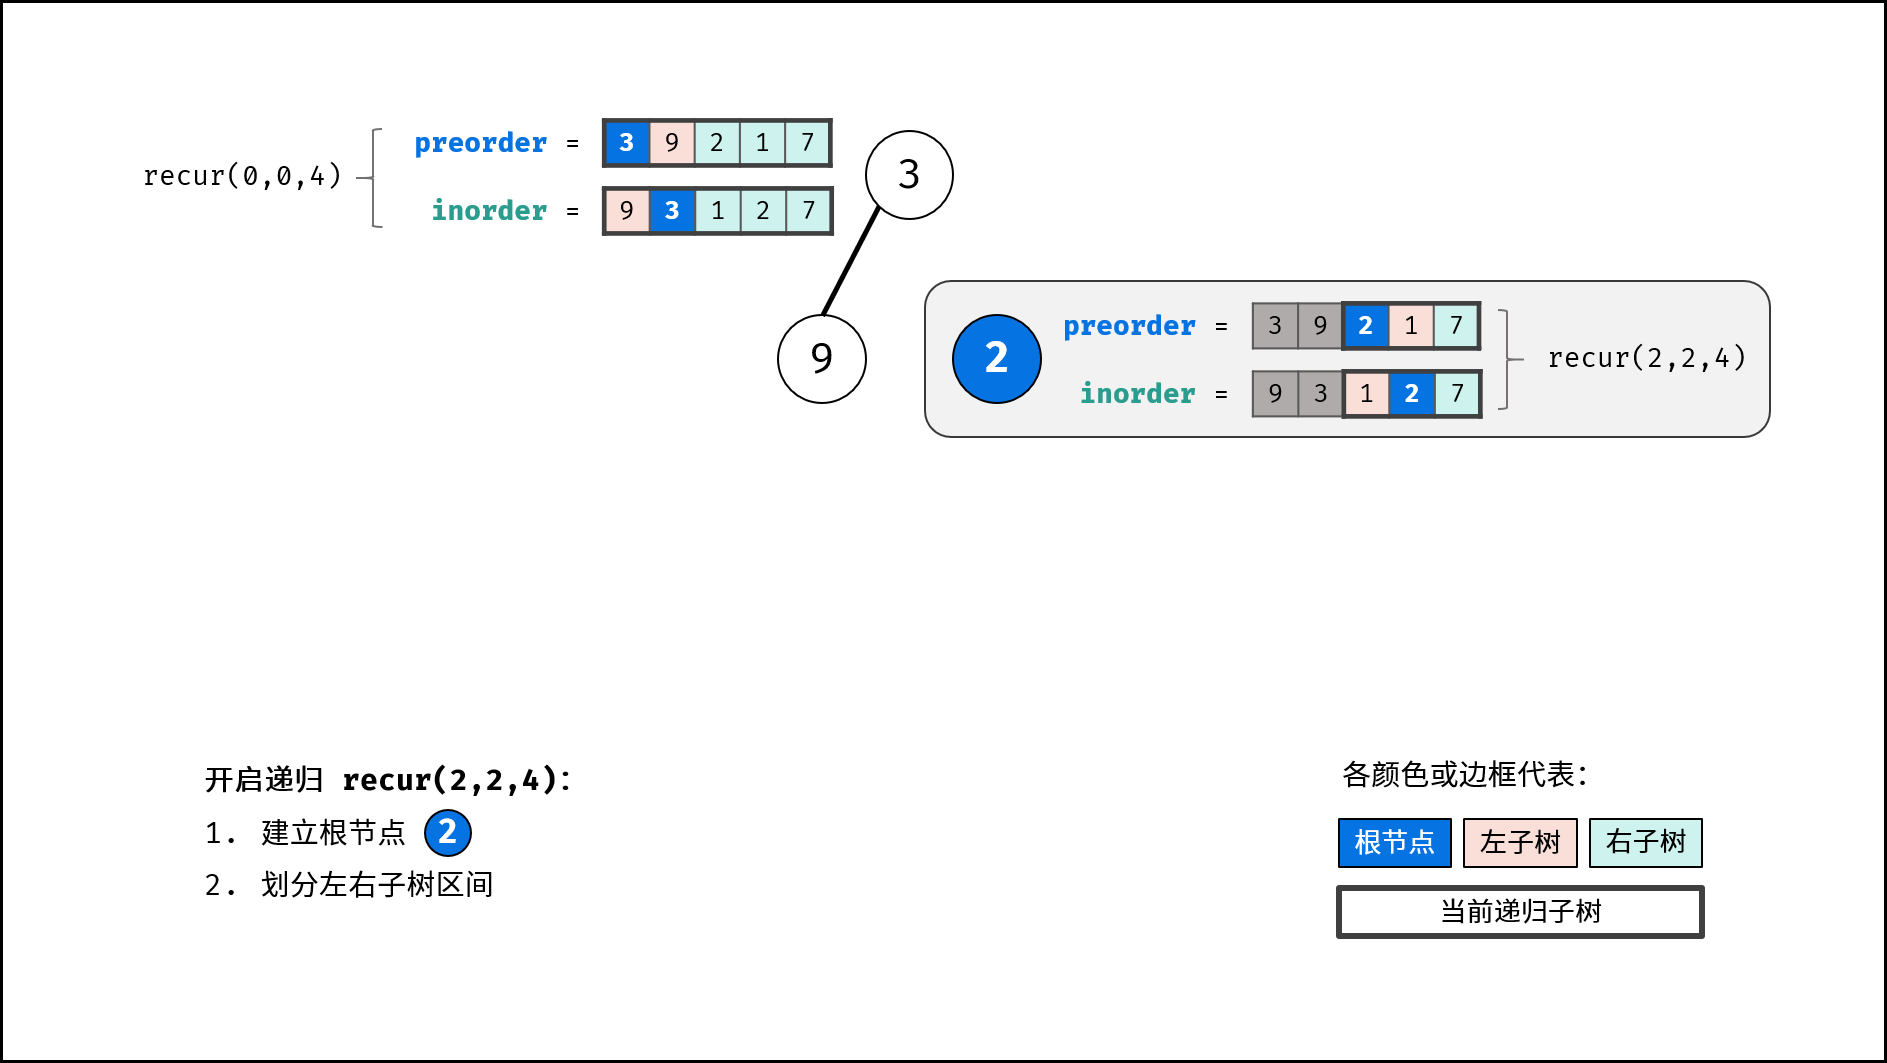 recur(0,0,4)
preorder = 3 9 2 1 7
inorder = 9 3 1 2 7
3
9
2
preorder = 3 9 2 1 7
inorder = 9 3 1 2 7
recur(2,2,4)
开启递归 recur(2,2,4):
1. 建立根节点 2
2. 划分左右子树区间
各颜色或边框代表:
根节点 左子树 右子树
当前递归子树